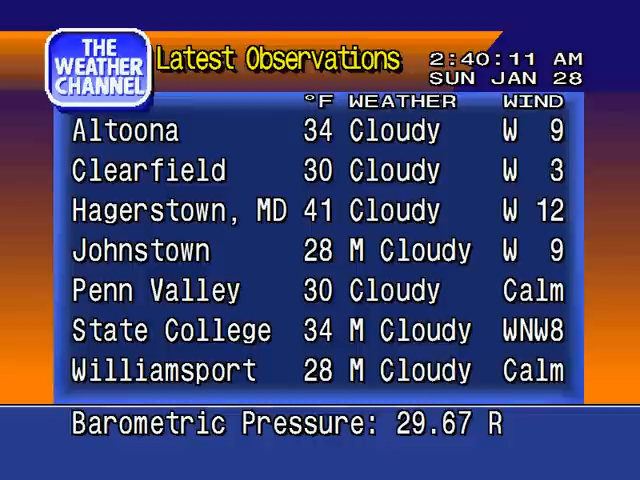 THE
WEATHER
CHANNEL
Latest Observations
2:40:11 AM
SUN JAN 28
°F WEATHER WIND
Altoona 34 Cloudy W 9
Clearfield 30 Cloudy W 3
Hagerstown, MD 41 Cloudy W 12
Johnstown 28 M Cloudy W 9
Penn Valley 30 Cloudy Calm
State College 34 M Cloudy WNW8
Williamsport 28 M Cloudy Calm
Barometric Pressure: 29.67 R